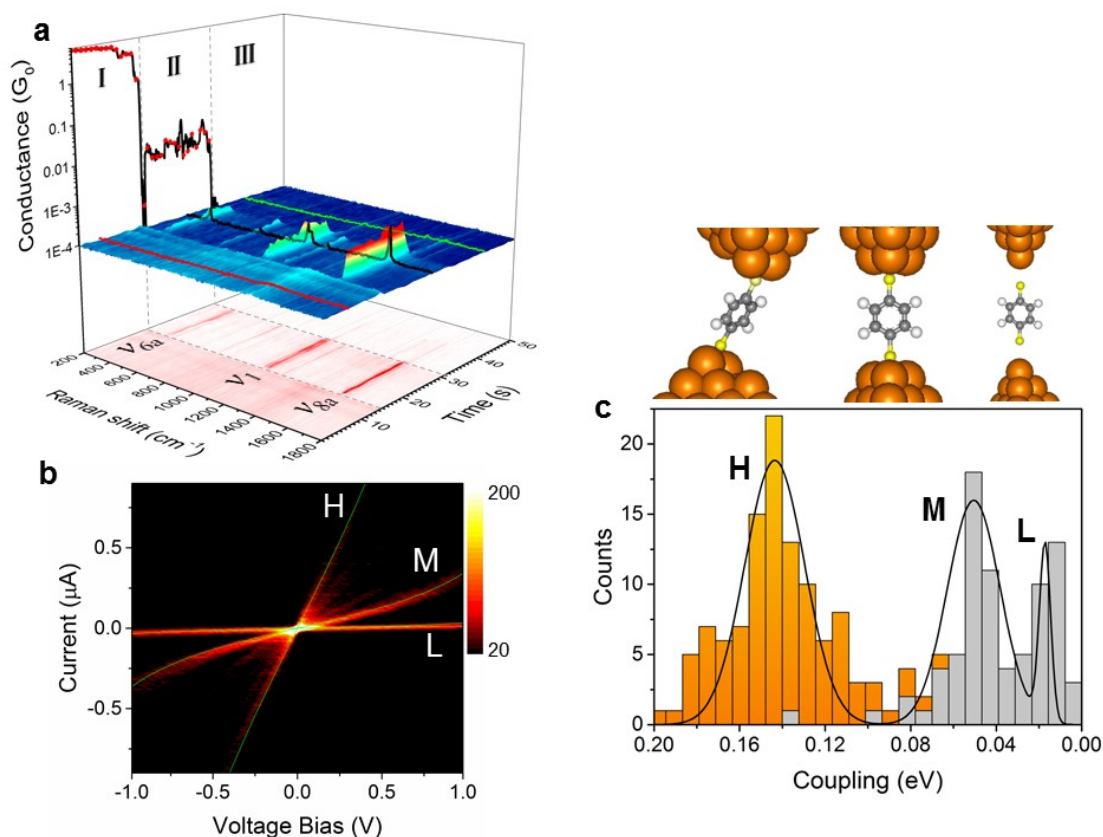 a
Conductance (G₀)
1
0.1
0.01
1E-3
1E-4
I
II
III
ν6a
ν1
ν8a
200
400
600
800
1000
1200
1400
1600
1800
Raman shift (cm⁻¹)
10
20
30
40
50
Time (s)
b
Current (µA)
0.5
0.0
-0.5
-1.0
-0.5
0.0
0.5
1.0
Voltage Bias (V)
H
M
L
200
20
c
Counts
20
15
10
5
0
H
M
L
0.20
0.16
0.12
0.08
0.04
0.00
Coupling (eV)